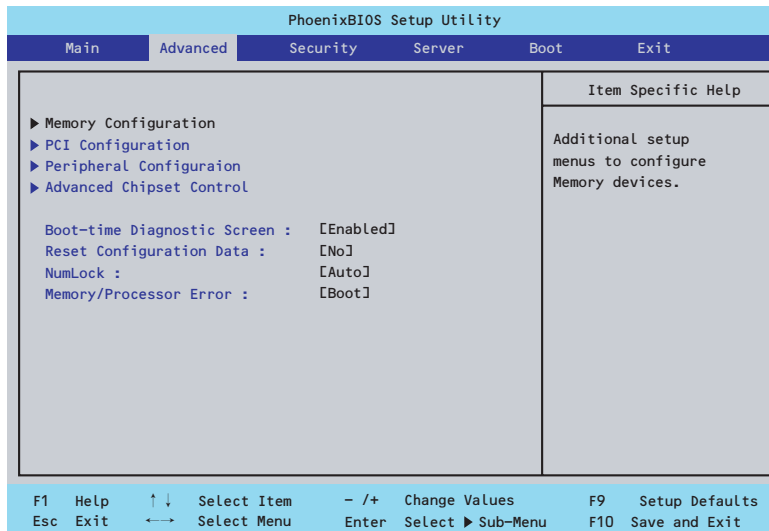 PhoenixBIOS Setup Utility
Main Advanced Security Server Boot Exit
Item Specific Help
▶ Memory Configuration
▶ PCI Configuration
▶ Peripheral Configuraion
▶ Advanced Chipset Control
Boot-time Diagnostic Screen : [Enabled]
Reset Configuration Data : [No]
NumLock : [Auto]
Memory/Processor Error : [Boot]
Additional setup
menus to configure
Memory devices.
F1 Help ↑↓ Select Item - /+ Change Values F9 Setup Defaults
Esc Exit ←→ Select Menu Enter Select ▶ Sub-Menu F10 Save and Exit